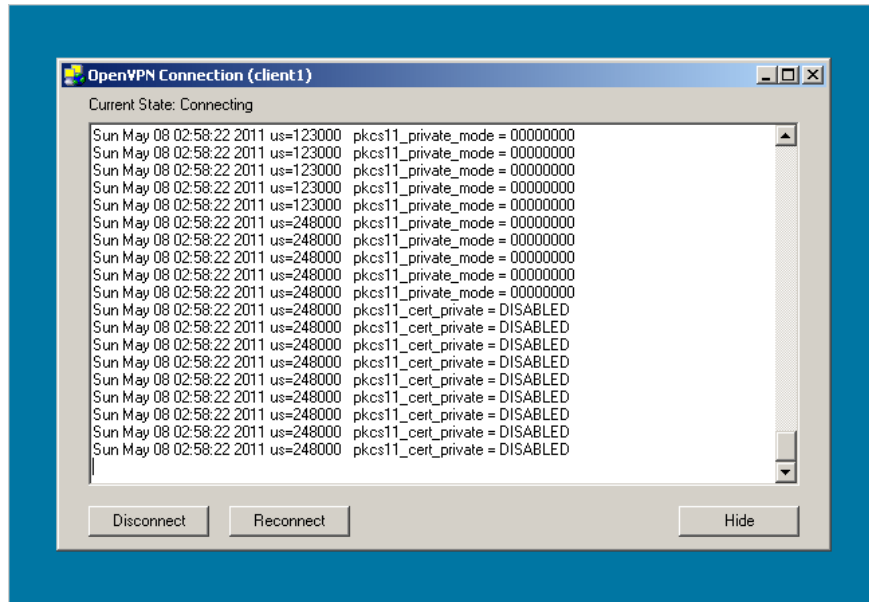 OpenVPN Connection (client1)
Current State: Connecting
Sun May 08 02:58:22 2011 us=123000 pkcs11_private_mode = 00000000
Sun May 08 02:58:22 2011 us=123000 pkcs11_private_mode = 00000000
Sun May 08 02:58:22 2011 us=123000 pkcs11_private_mode = 00000000
Sun May 08 02:58:22 2011 us=123000 pkcs11_private_mode = 00000000
Sun May 08 02:58:22 2011 us=123000 pkcs11_private_mode = 00000000
Sun May 08 02:58:22 2011 us=248000 pkcs11_private_mode = 00000000
Sun May 08 02:58:22 2011 us=248000 pkcs11_private_mode = 00000000
Sun May 08 02:58:22 2011 us=248000 pkcs11_private_mode = 00000000
Sun May 08 02:58:22 2011 us=248000 pkcs11_private_mode = 00000000
Sun May 08 02:58:22 2011 us=248000 pkcs11_private_mode = 00000000
Sun May 08 02:58:22 2011 us=248000 pkcs11_cert_private = DISABLED
Sun May 08 02:58:22 2011 us=248000 pkcs11_cert_private = DISABLED
Sun May 08 02:58:22 2011 us=248000 pkcs11_cert_private = DISABLED
Sun May 08 02:58:22 2011 us=248000 pkcs11_cert_private = DISABLED
Sun May 08 02:58:22 2011 us=248000 pkcs11_cert_private = DISABLED
Sun May 08 02:58:22 2011 us=248000 pkcs11_cert_private = DISABLED
Sun May 08 02:58:22 2011 us=248000 pkcs11_cert_private = DISABLED
Sun May 08 02:58:22 2011 us=248000 pkcs11_cert_private = DISABLED
Sun May 08 02:58:22 2011 us=248000 pkcs11_cert_private = DISABLED
Disconnect Reconnect Hide